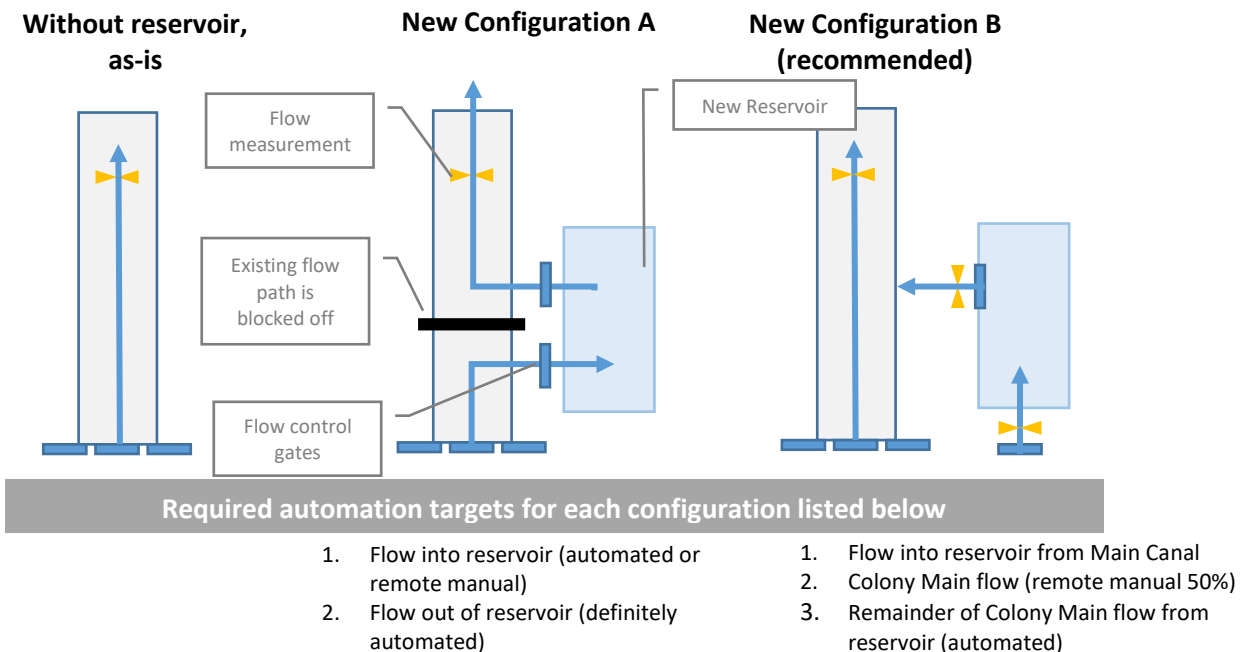 Without reservoir,
as-is
New Configuration A
New Configuration B
(recommended)
Flow
measurement
New Reservoir
Existing flow
path is
blocked off
Flow control
gates
Required automation targets for each configuration listed below
1. Flow into reservoir (automated or
remote manual)
2. Flow out of reservoir (definitely
automated)
1. Flow into reservoir from Main Canal
2. Colony Main flow (remote manual 50%)
3. Remainder of Colony Main flow from
reservoir (automated)